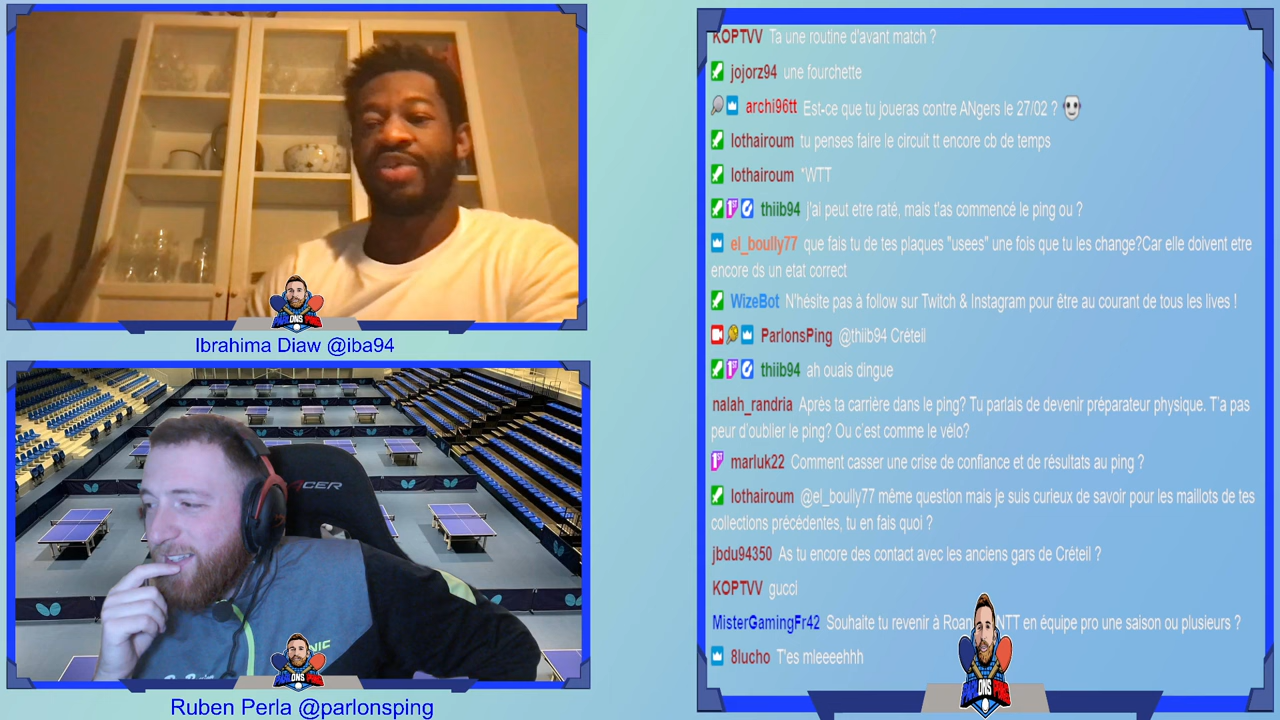 KOPTVV Ta une routine d'avant match ?
jojorz94 une fourchette
archi96tt Est-ce que tu joueras contre ANgers le 27/02 ?
lothairoum tu penses faire le circuit tt encore cb de temps
lothairoum *WTT
thiib94 j'ai peut etre raté, mais t'as commencé le ping ou ?
el_boully77 que fais tu de tes plaques "usees" une fois que tu les change?Car elle doivent etre
encore ds un etat correct
WizeBot N'hésite pas à follow sur Twitch & Instagram pour être au courant de tous les lives !
ParlonsPing @thiib94 Créteil
thiib94 ah ouais dingue
nalah_randria Après ta carrière dans le ping? Tu parlais de devenir préparateur physique. T'a pas
peur d'oublier le ping? Ou c'est comme le vélo?
marluk22 Comment casser une crise de confiance et de résultats au ping ?
lothairoum @el_boully77 même question mais je suis curieux de savoir pour les maillots de tes
collections précédentes, tu en fais quoi ?
jbdu94350 As tu encore des contact avec les anciens gars de Créteil ?
KOPTVV gucci
MisterGamingFr42 Souhaite tu revenir à Roan NTT en équipe pro une saison ou plusieurs ?
8lucho T'es mleeeehhh
Ibrahima Diaw @iba94
Ruben Perla @parlonsping